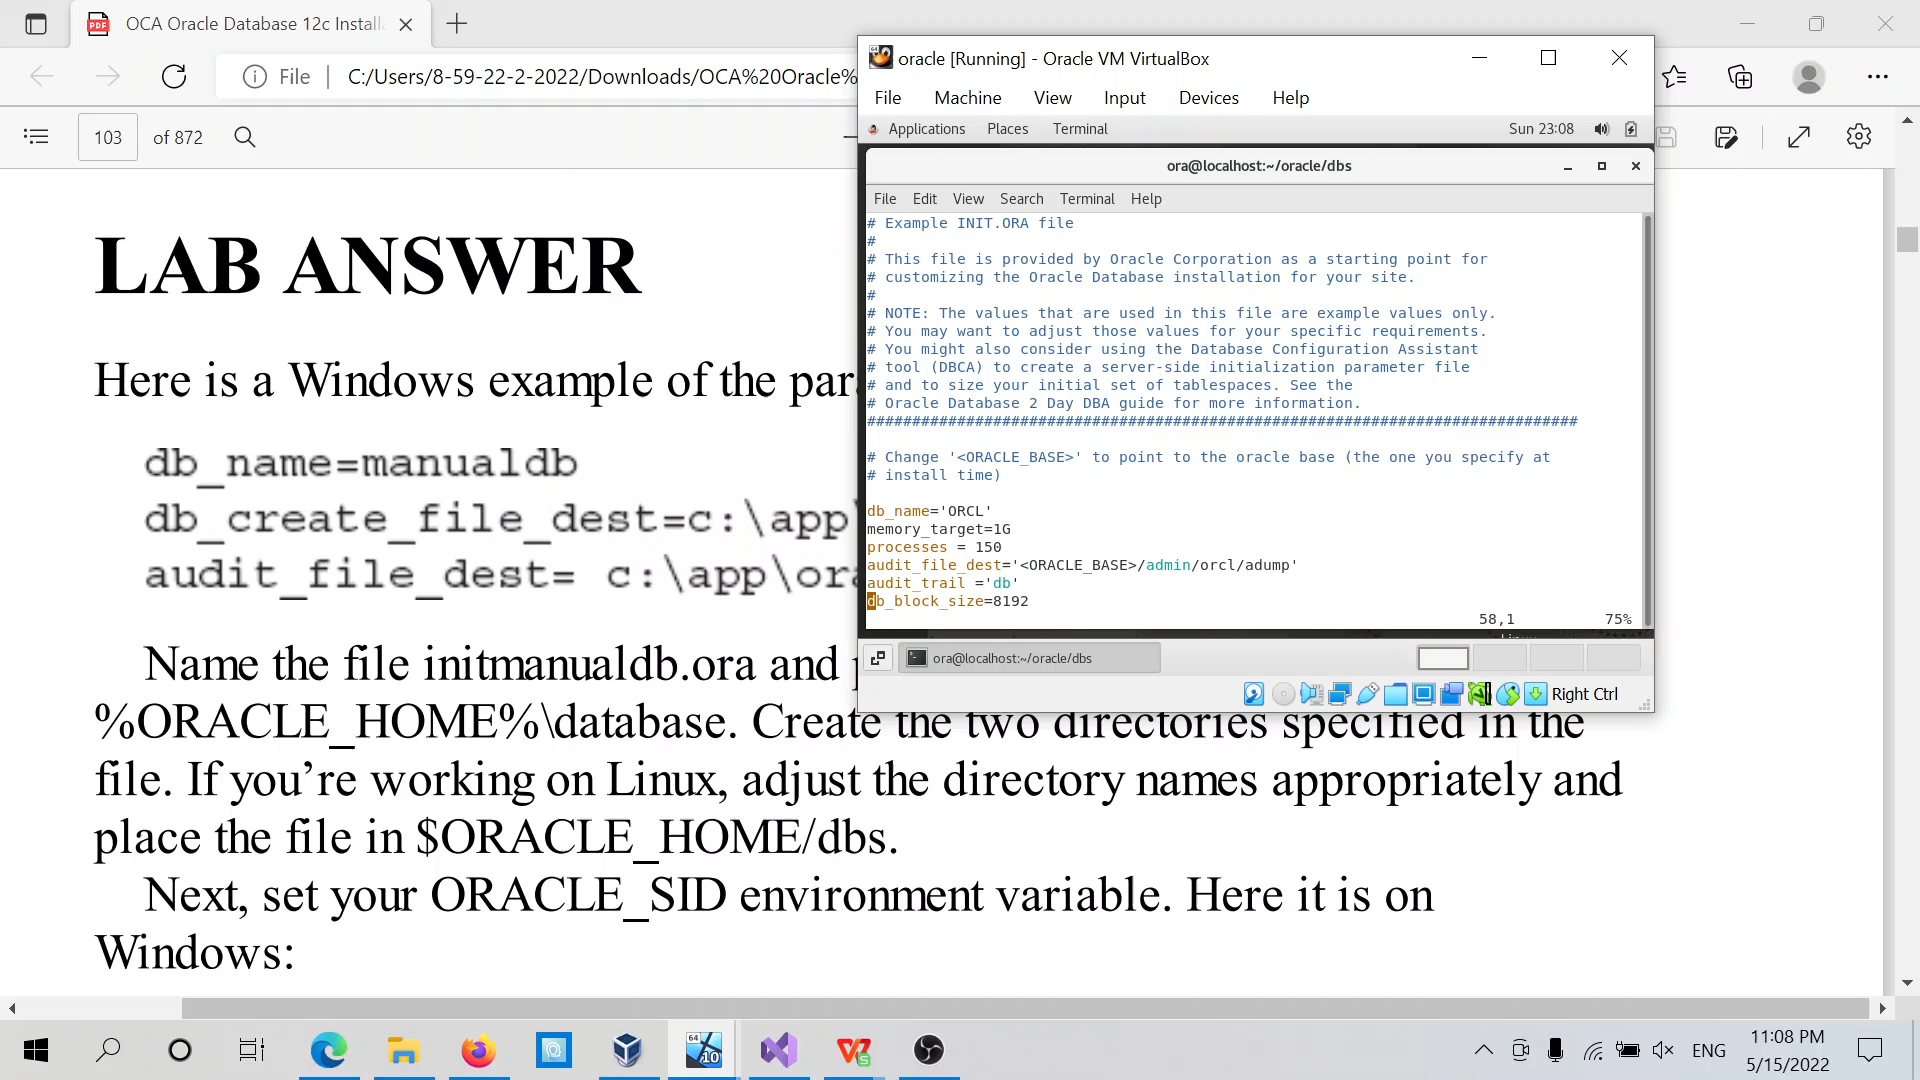 OCA Oracle Database 12c Install
File
C:/Users/8-59-22-2-2022/Downloads/OCA%20Oracle%
103 of 872
LAB ANSWER
Here is a Windows example of the para
db_name=manualdb
db_create_file_dest=c:\app\
audit_file_dest= c:\app\ora
Name the file initmanualdb.ora and
%ORACLE_HOME%\database. Create the two directories specified in the
file. If you’re working on Linux, adjust the directory names appropriately and
place the file in $ORACLE_HOME/dbs.
Next, set your ORACLE_SID environment variable. Here it is on
Windows:
oracle [Running] - Oracle VM VirtualBox
File Machine View Input Devices Help
Applications Places Terminal Sun 23:08
ora@localhost:~/oracle/dbs
File Edit View Search Terminal Help
# Example INIT.ORA file
#
# This file is provided by Oracle Corporation as a starting point for
# customizing the Oracle Database installation for your site.
#
# NOTE: The values that are used in this file are example values only.
# You may want to adjust those values for your specific requirements.
# You might also consider using the Database Configuration Assistant
# tool (DBCA) to create a server-side initialization parameter file
# and to size your initial set of tablespaces. See the
# Oracle Database 2 Day DBA guide for more information.
###############################################################################
# Change '<ORACLE_BASE>' to point to the oracle base (the one you specify at
# install time)
db_name='ORCL'
memory_target=1G
processes = 150
audit_file_dest='<ORACLE_BASE>/admin/orcl/adump'
audit_trail ='db'
db_block_size=8192
58,1 75%
ora@localhost:~/oracle/dbs
Right Ctrl
ENG
11:08 PM
5/15/2022